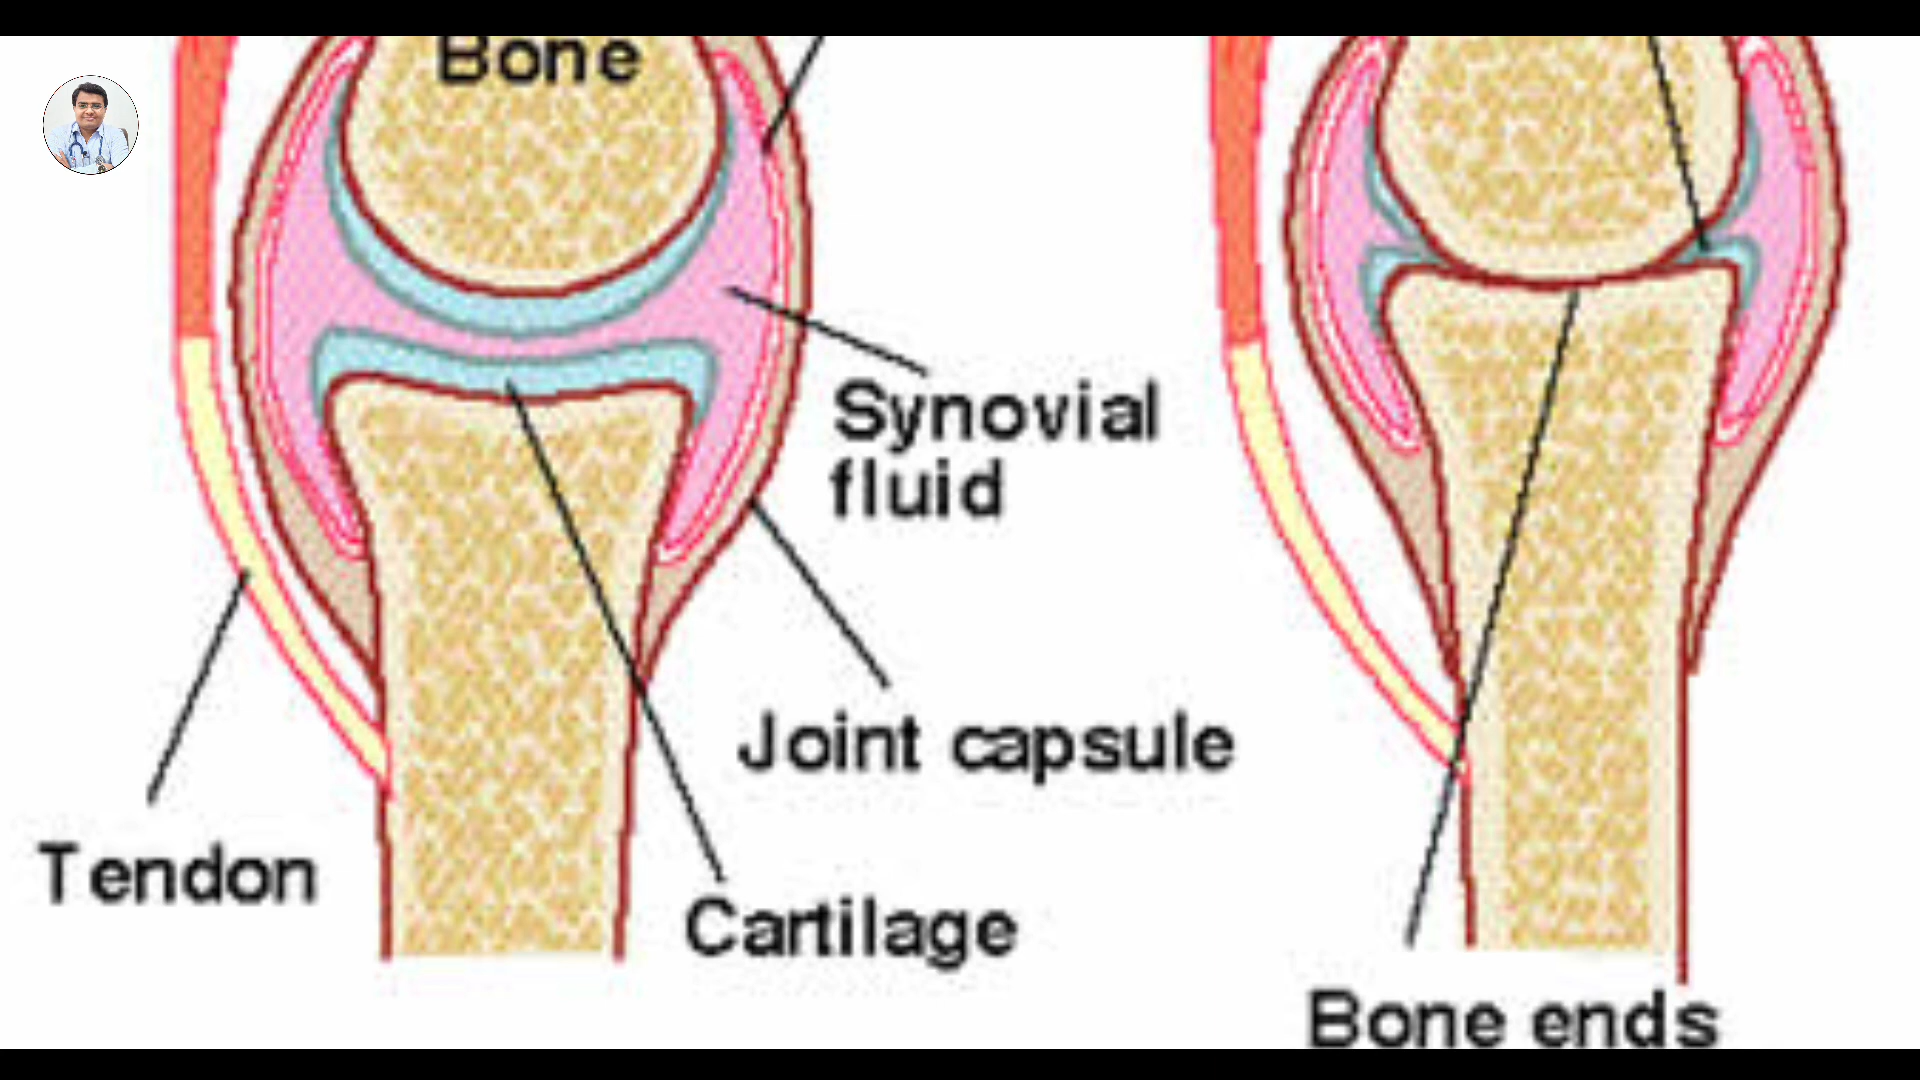 Bone
Synovial
fluid
Joint capsule
Tendon
Cartilage
Bone ends